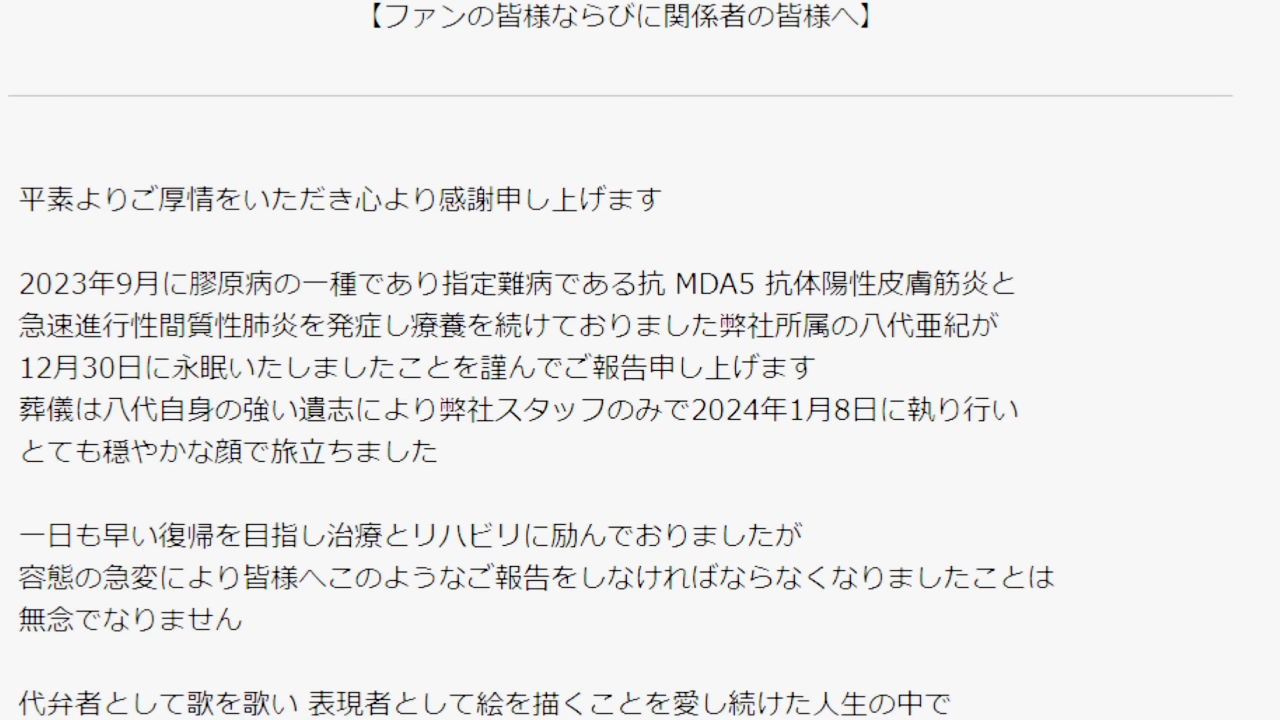 【ファンの皆様ならびに関係者の皆様へ】
平素よりご厚情をいただき心より感謝申し上げます
2023年9月に膠原病の一種であり指定難病である抗 MDA5 抗体陽性皮膚筋炎と
急速進行性間質性肺炎を発症し療養を続けておりました弊社所属の八代亜紀が
12月30日に永眠いたしましたことを謹んでご報告申し上げます
葬儀は八代自身の強い遺志により弊社スタッフのみで2024年1月8日に執り行い
とても穏やかな顔で旅立ちました
一日も早い復帰を目指し治療とリハビリに励んでおりましたが
容態の急変により皆様へこのようなご報告をしなければならなくなりましたことは
無念でなりません
代弁者として歌を歌い 表現者として絵を描くことを愛し続けた人生の中で